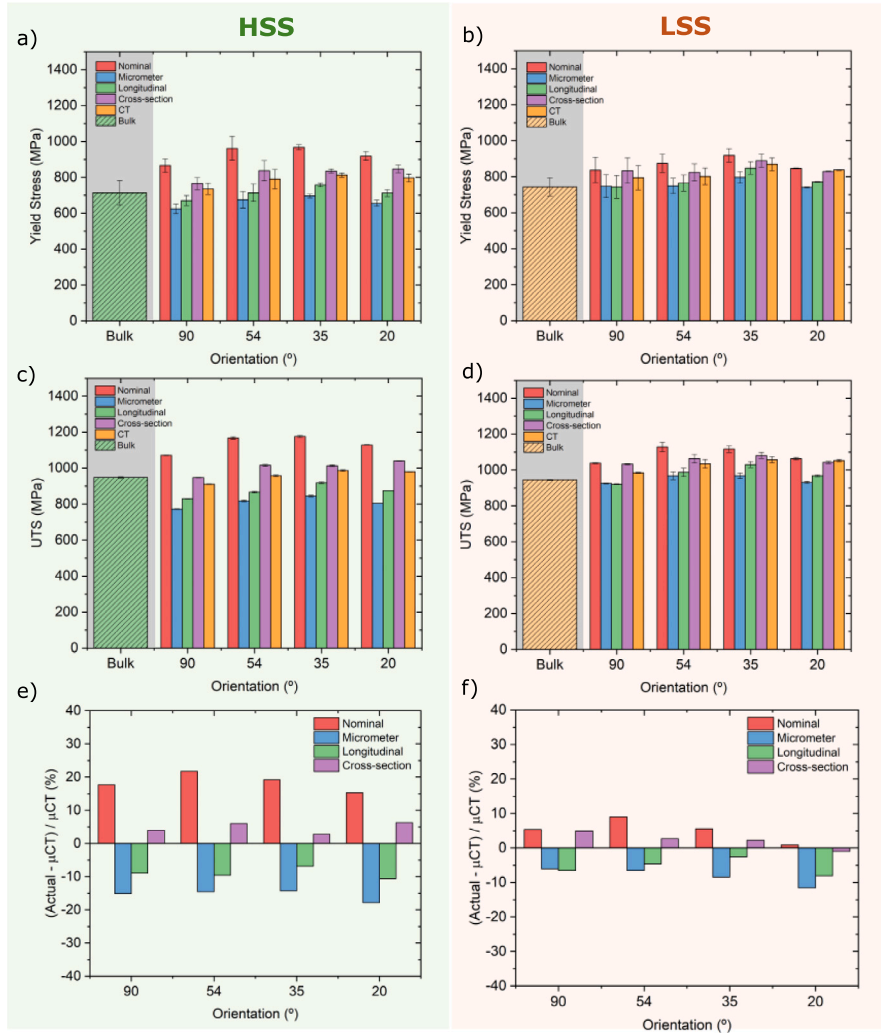 HSS
LSS
a)
1400
1200
1000
800
600
400
200
0
Yield Stress (MPa)
Nominal
Micrometer
Longitudinal
Cross-section
CT
Bulk
Bulk
90
54
35
20
Orientation (º)
b)
1400
1200
1000
800
600
400
200
0
Yield Stress (MPa)
Nominal
Micrometer
Longitudinal
Cross-section
CT
Bulk
Bulk
90
54
35
20
Orientation (º)
c)
1400
1200
1000
800
600
400
200
0
UTS (MPa)
Nominal
Micrometer
Longitudinal
Cross-section
CT
Bulk
Bulk
90
54
35
20
Orientation (º)
d)
1400
1200
1000
800
600
400
200
0
UTS (MPa)
Nominal
Micrometer
Longitudinal
Cross-section
CT
Bulk
Bulk
90
54
35
20
Orientation (º)
e)
40
30
20
10
0
-10
-20
-30
-40
(Actual - µCT) / µCT (%)
Nominal
Micrometer
Longitudinal
Cross-section
90
54
35
20
Orientation (º)
f)
40
30
20
10
0
-10
-20
-30
-40
(Actual - µCT) / µCT (%)
Nominal
Micrometer
Longitudinal
Cross-section
90
54
35
20
Orientation (º)